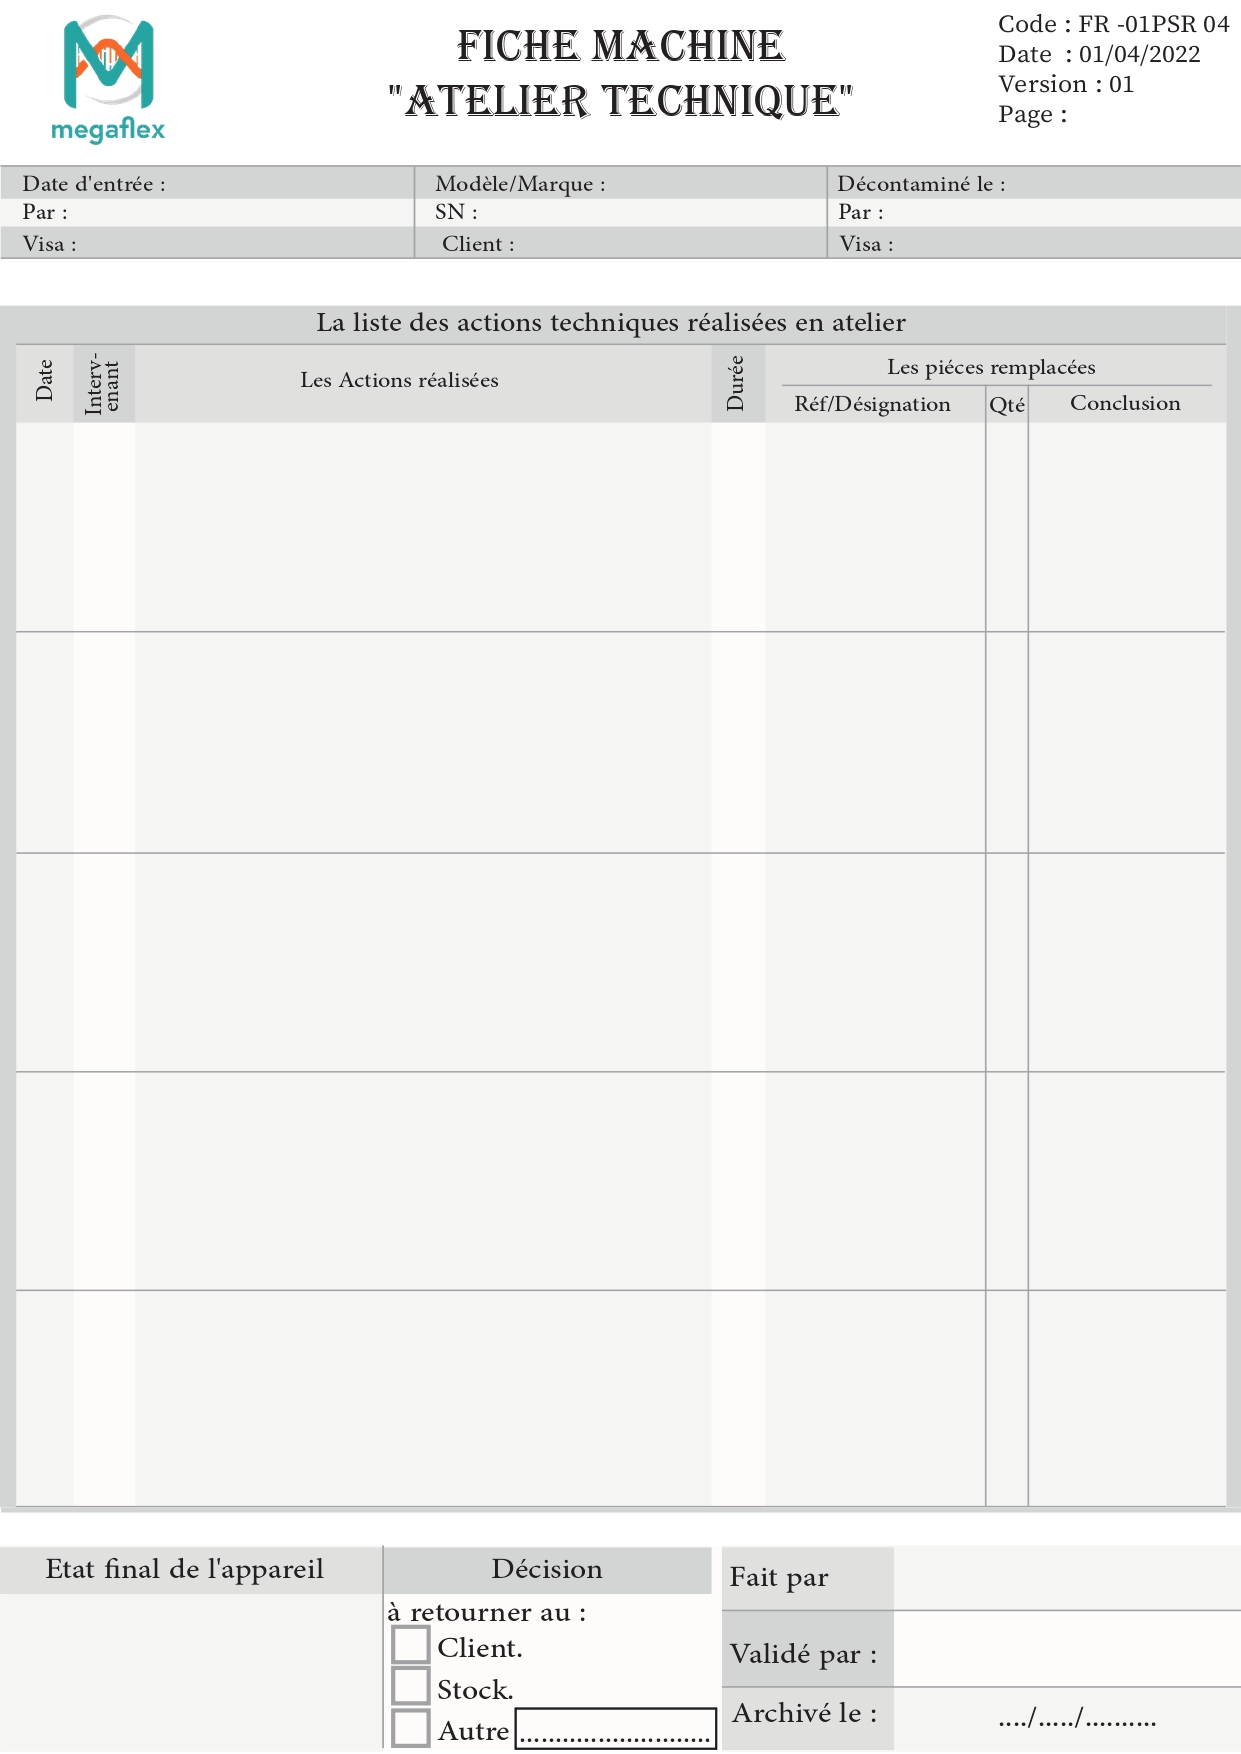 megaflex
FICHE MACHINE
"ATELIER TECHNIQUE"
Code : FR -01PSR 04
Date : 01/04/2022
Version : 01
Page :
Date d'entrée :
Modèle/Marque :
Décontaminé le :
Par :
SN :
Par :
Visa :
Client :
Visa :
La liste des actions techniques réalisées en atelier
Date
Interv-
enant
Les Actions réalisées
Durée
Les piéces remplacées
Réf/Désignation
Qté
Conclusion
Etat final de l'appareil
Décision
à retourner au :
Client.
Stock.
Autre ...........................
Fait par
Validé par :
Archivé le :
..../...../..........